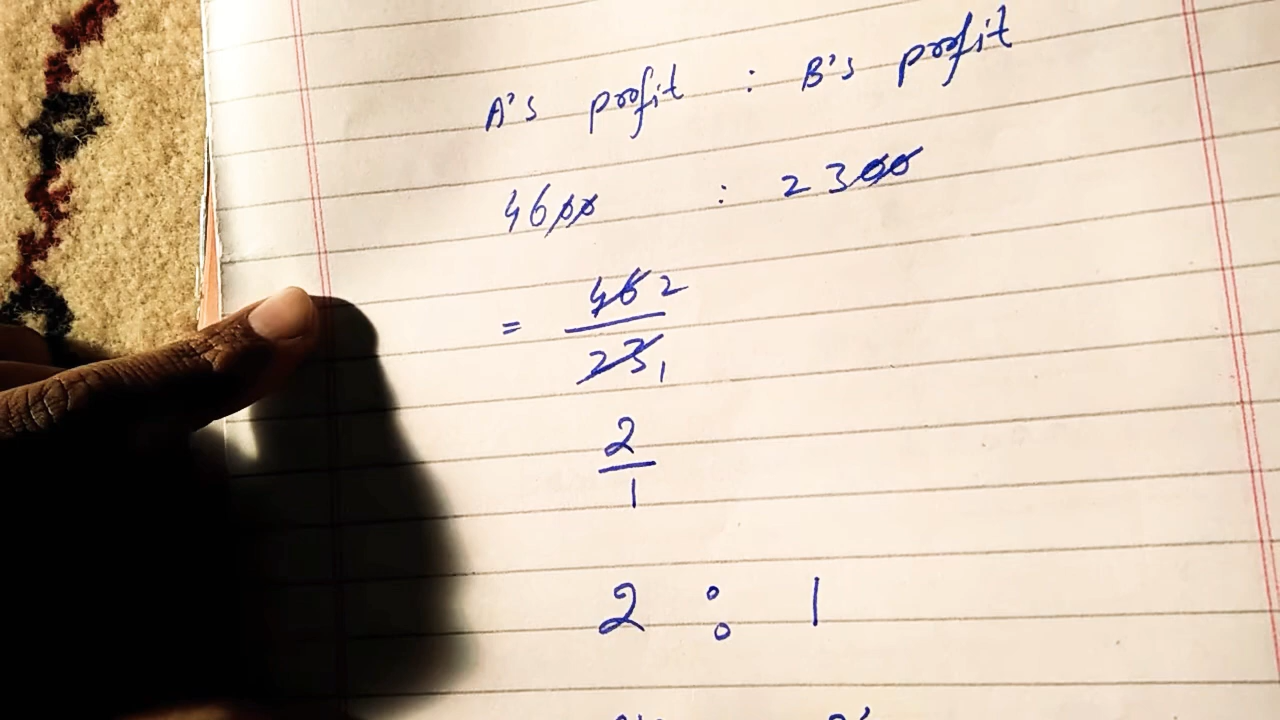 A's profit : B's profit
4600 : 2300
= 46 2
23 1
2
1
2 : 1